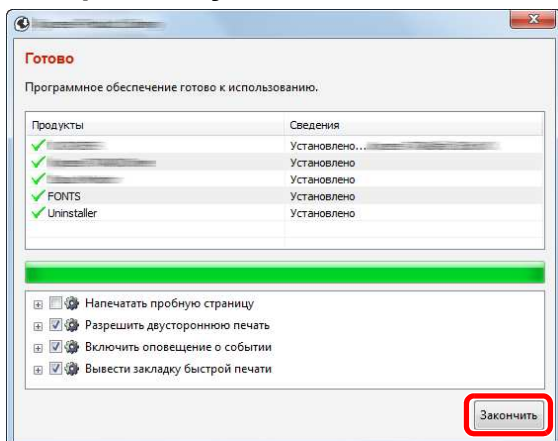 Готово
Программное обеспечение готово к использованию.
Продукты Сведения
Установлено...
Установлено
Установлено
FONTS Установлено
Uninstaller Установлено
Напечатать пробную страницу
Разрешить двустороннюю печать
Включить оповещение о событии
Вывести закладку быстрой печати
Закончить